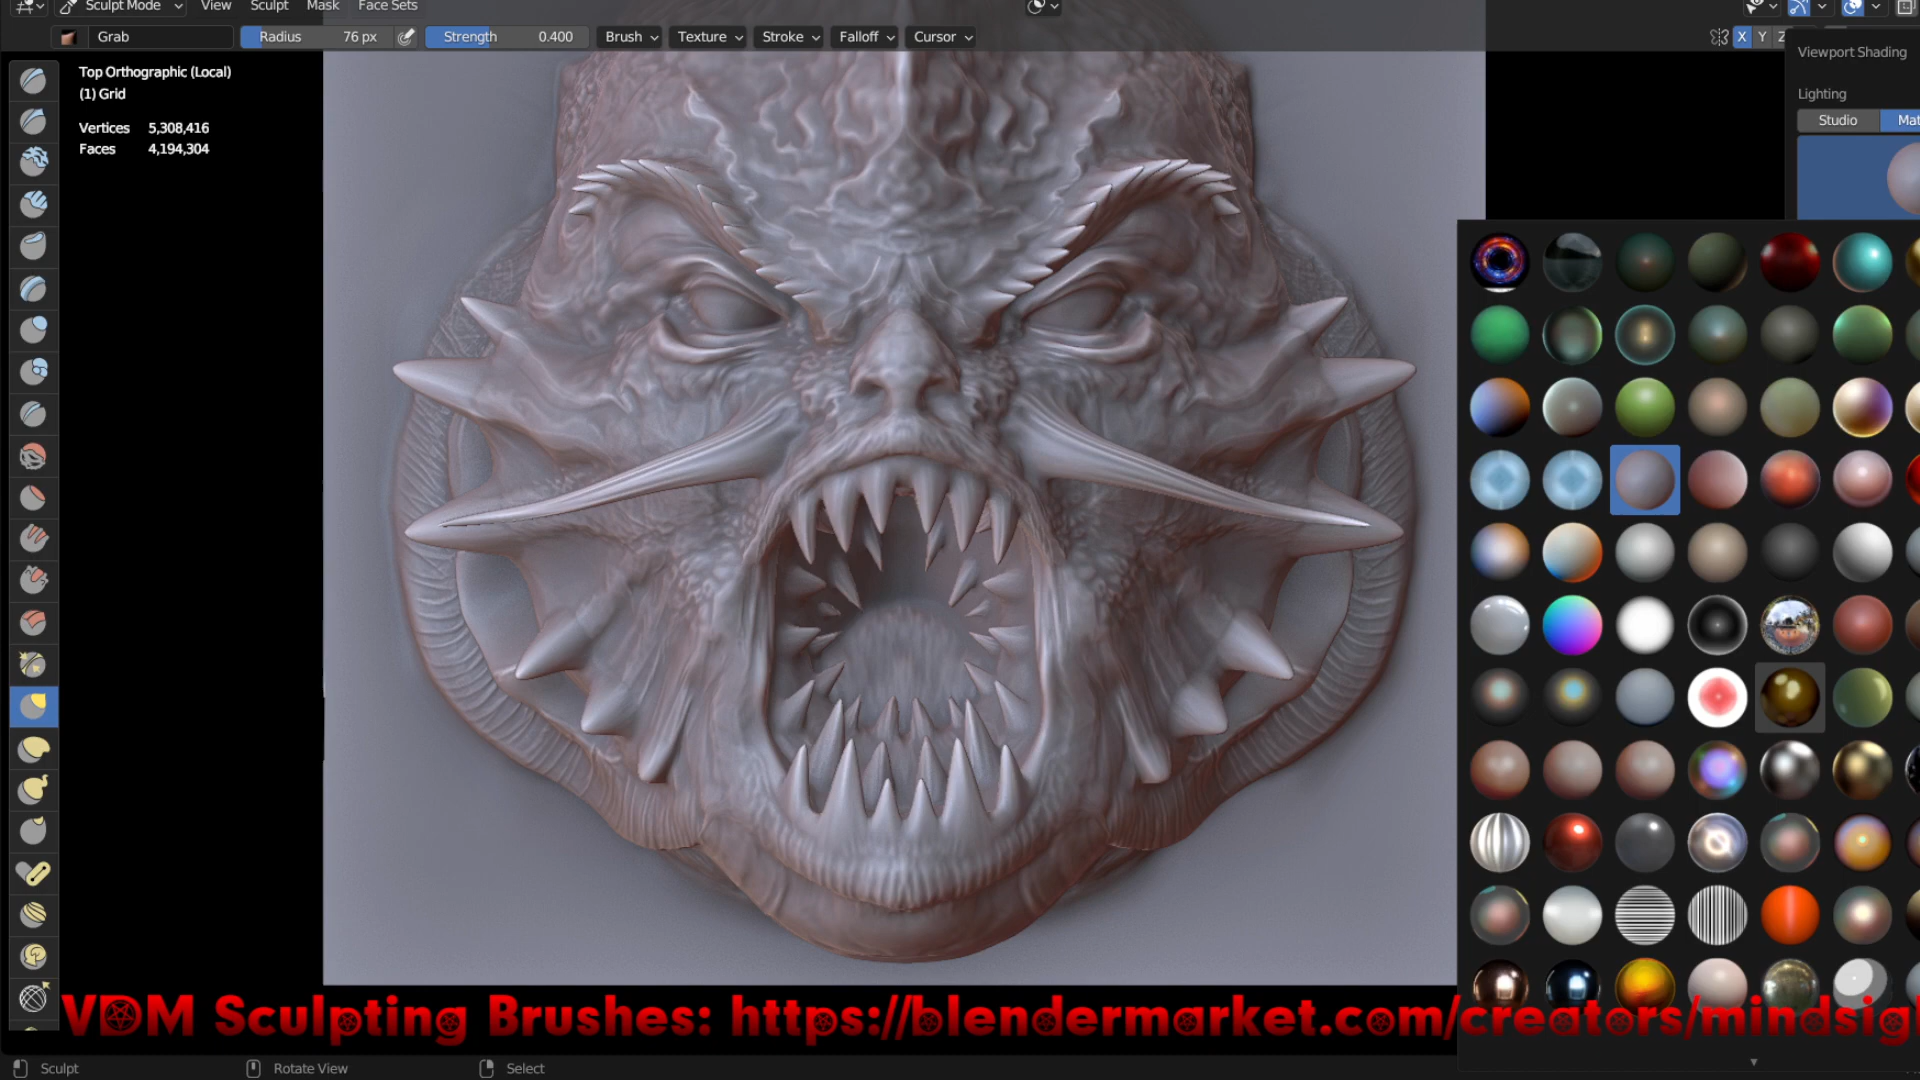 Sculpt Mode View Sculpt Mask Face Sets
Grab Radius 76 px Strength 0.400 Brush Texture Stroke Falloff Cursor X Y Z
Viewport Shading
Top Orthographic (Local)
(1) Grid
Lighting
Vertices 5,308,416
Faces 4,194,304
Studio Mat
VDM Sculpting Brushes: https://blendermarket.com/creators/mindsig
Sculpt Rotate View Select